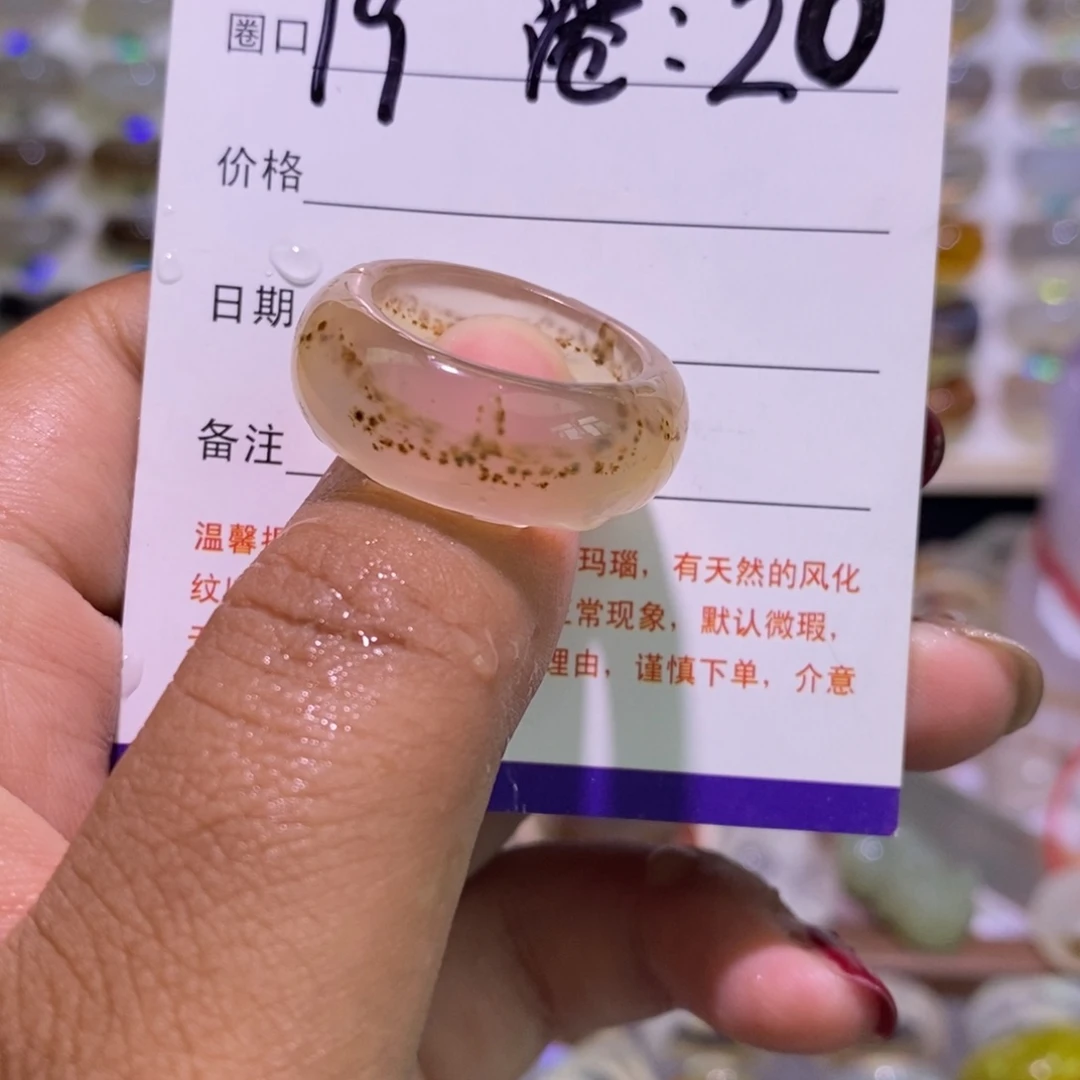 圈口 19 港：20
价格
日期
备注
温馨 玛瑙，有天然的风化
纹 常现象，默认微瑕，
理由，谨慎下单，介意